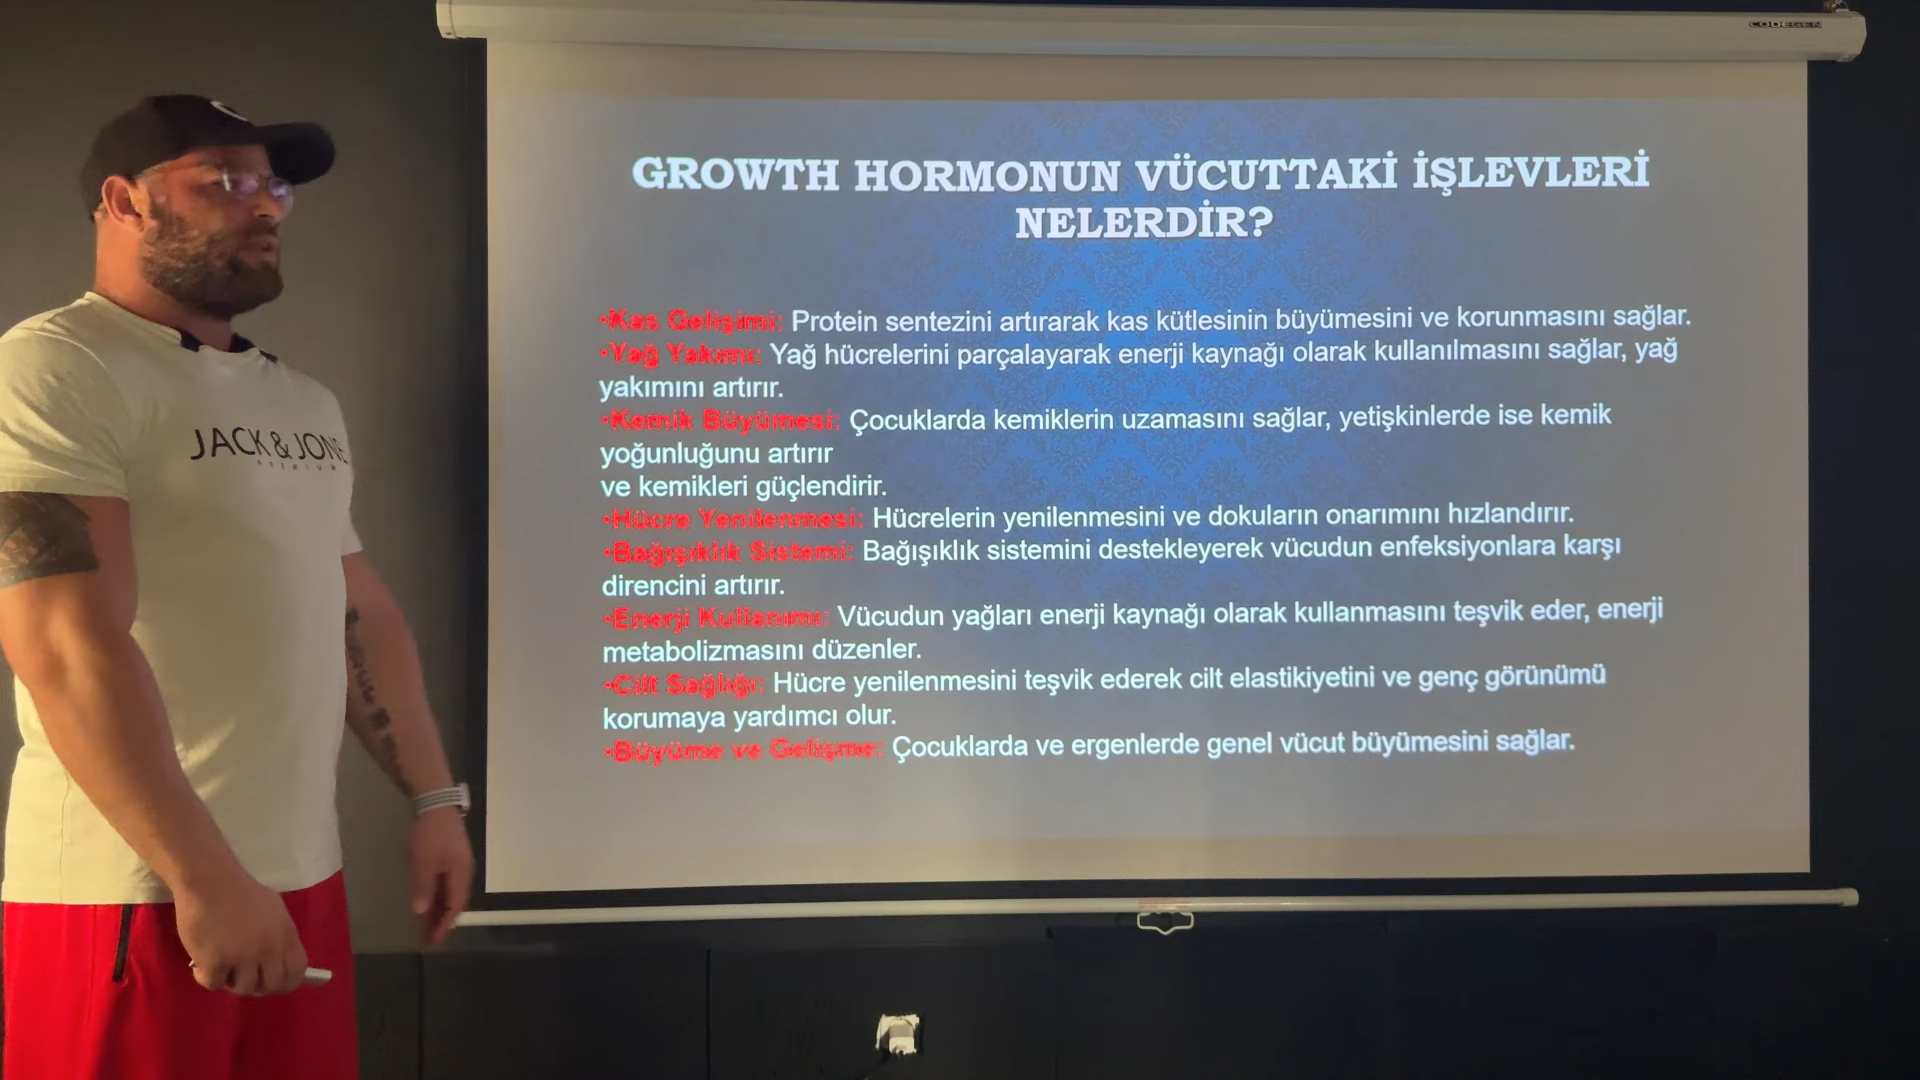 CODEGEN
GROWTH HORMONUN VÜCUTTAKİ İŞLEVLERİ
NELERDİR?
•Kas Gelişimi: Protein sentezini artırarak kas kütlesinin büyümesini ve korunmasını sağlar.
•Yağ Yakımı: Yağ hücrelerini parçalayarak enerji kaynağı olarak kullanılmasını sağlar, yağ
yakımını artırır.
•Kemik Büyümesi: Çocuklarda kemiklerin uzamasını sağlar, yetişkinlerde ise kemik
yoğunluğunu artırır
ve kemikleri güçlendirir.
•Hücre Yenilenmesi: Hücrelerin yenilenmesini ve dokuların onarımını hızlandırır.
•Bağışıklık Sistemi: Bağışıklık sistemini destekleyerek vücudun enfeksiyonlara karşı
direncini artırır.
•Enerji Kullanımı: Vücudun yağları enerji kaynağı olarak kullanmasını teşvik eder, enerji
metabolizmasını düzenler.
•Cilt Sağlığı: Hücre yenilenmesini teşvik ederek cilt elastikiyetini ve genç görünümü
korumaya yardımcı olur.
•Büyüme ve Gelişme: Çocuklarda ve ergenlerde genel vücut büyümesini sağlar.
JACK & JONE